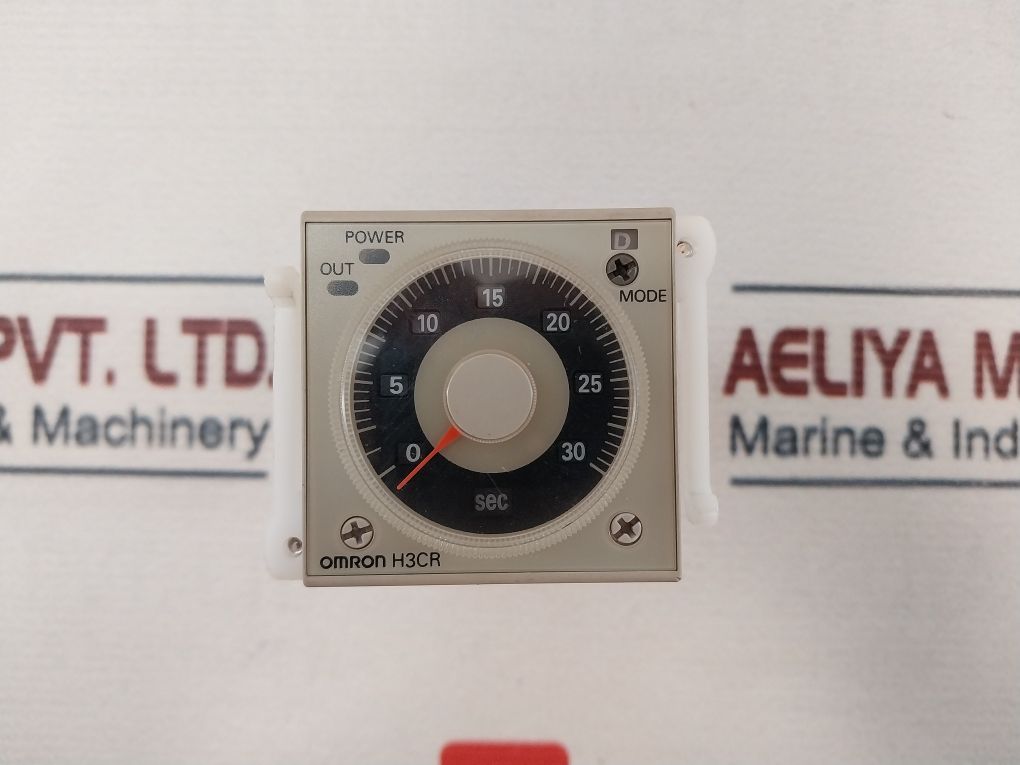 POWER
OUT
D
MODE
0
5
10
15
20
25
30
sec
OMRON H3CR
PVT. LTD.
& Machinery
AELIYA M
Marine & Ind